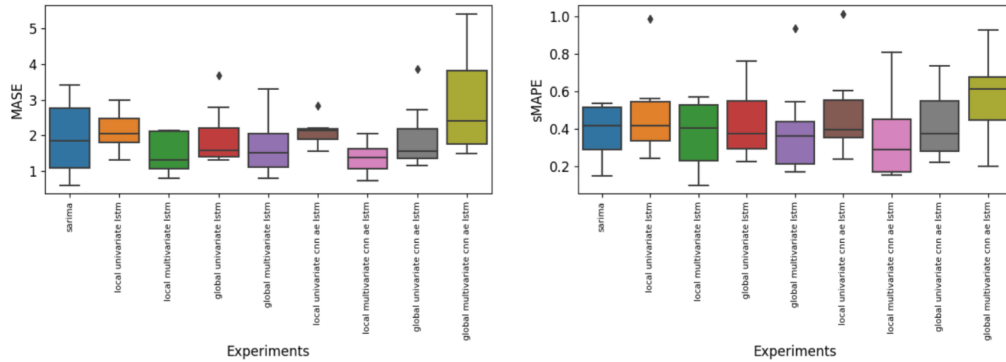 MASE
5
4
3
2
1
sarima
local univariate lstm
local multivariate lstm
global univariate lstm
global multivariate lstm
local univariate cnn ae lstm
local multivariate cnn ae lstm
global univariate cnn ae lstm
global multivariate cnn ae lstm
Experiments
sMAPE
1.0
0.8
0.6
0.4
0.2
sarima
local univariate lstm
local multivariate lstm
global univariate lstm
global multivariate lstm
local univariate cnn ae lstm
local multivariate cnn ae lstm
global univariate cnn ae lstm
global multivariate cnn ae lstm
Experiments